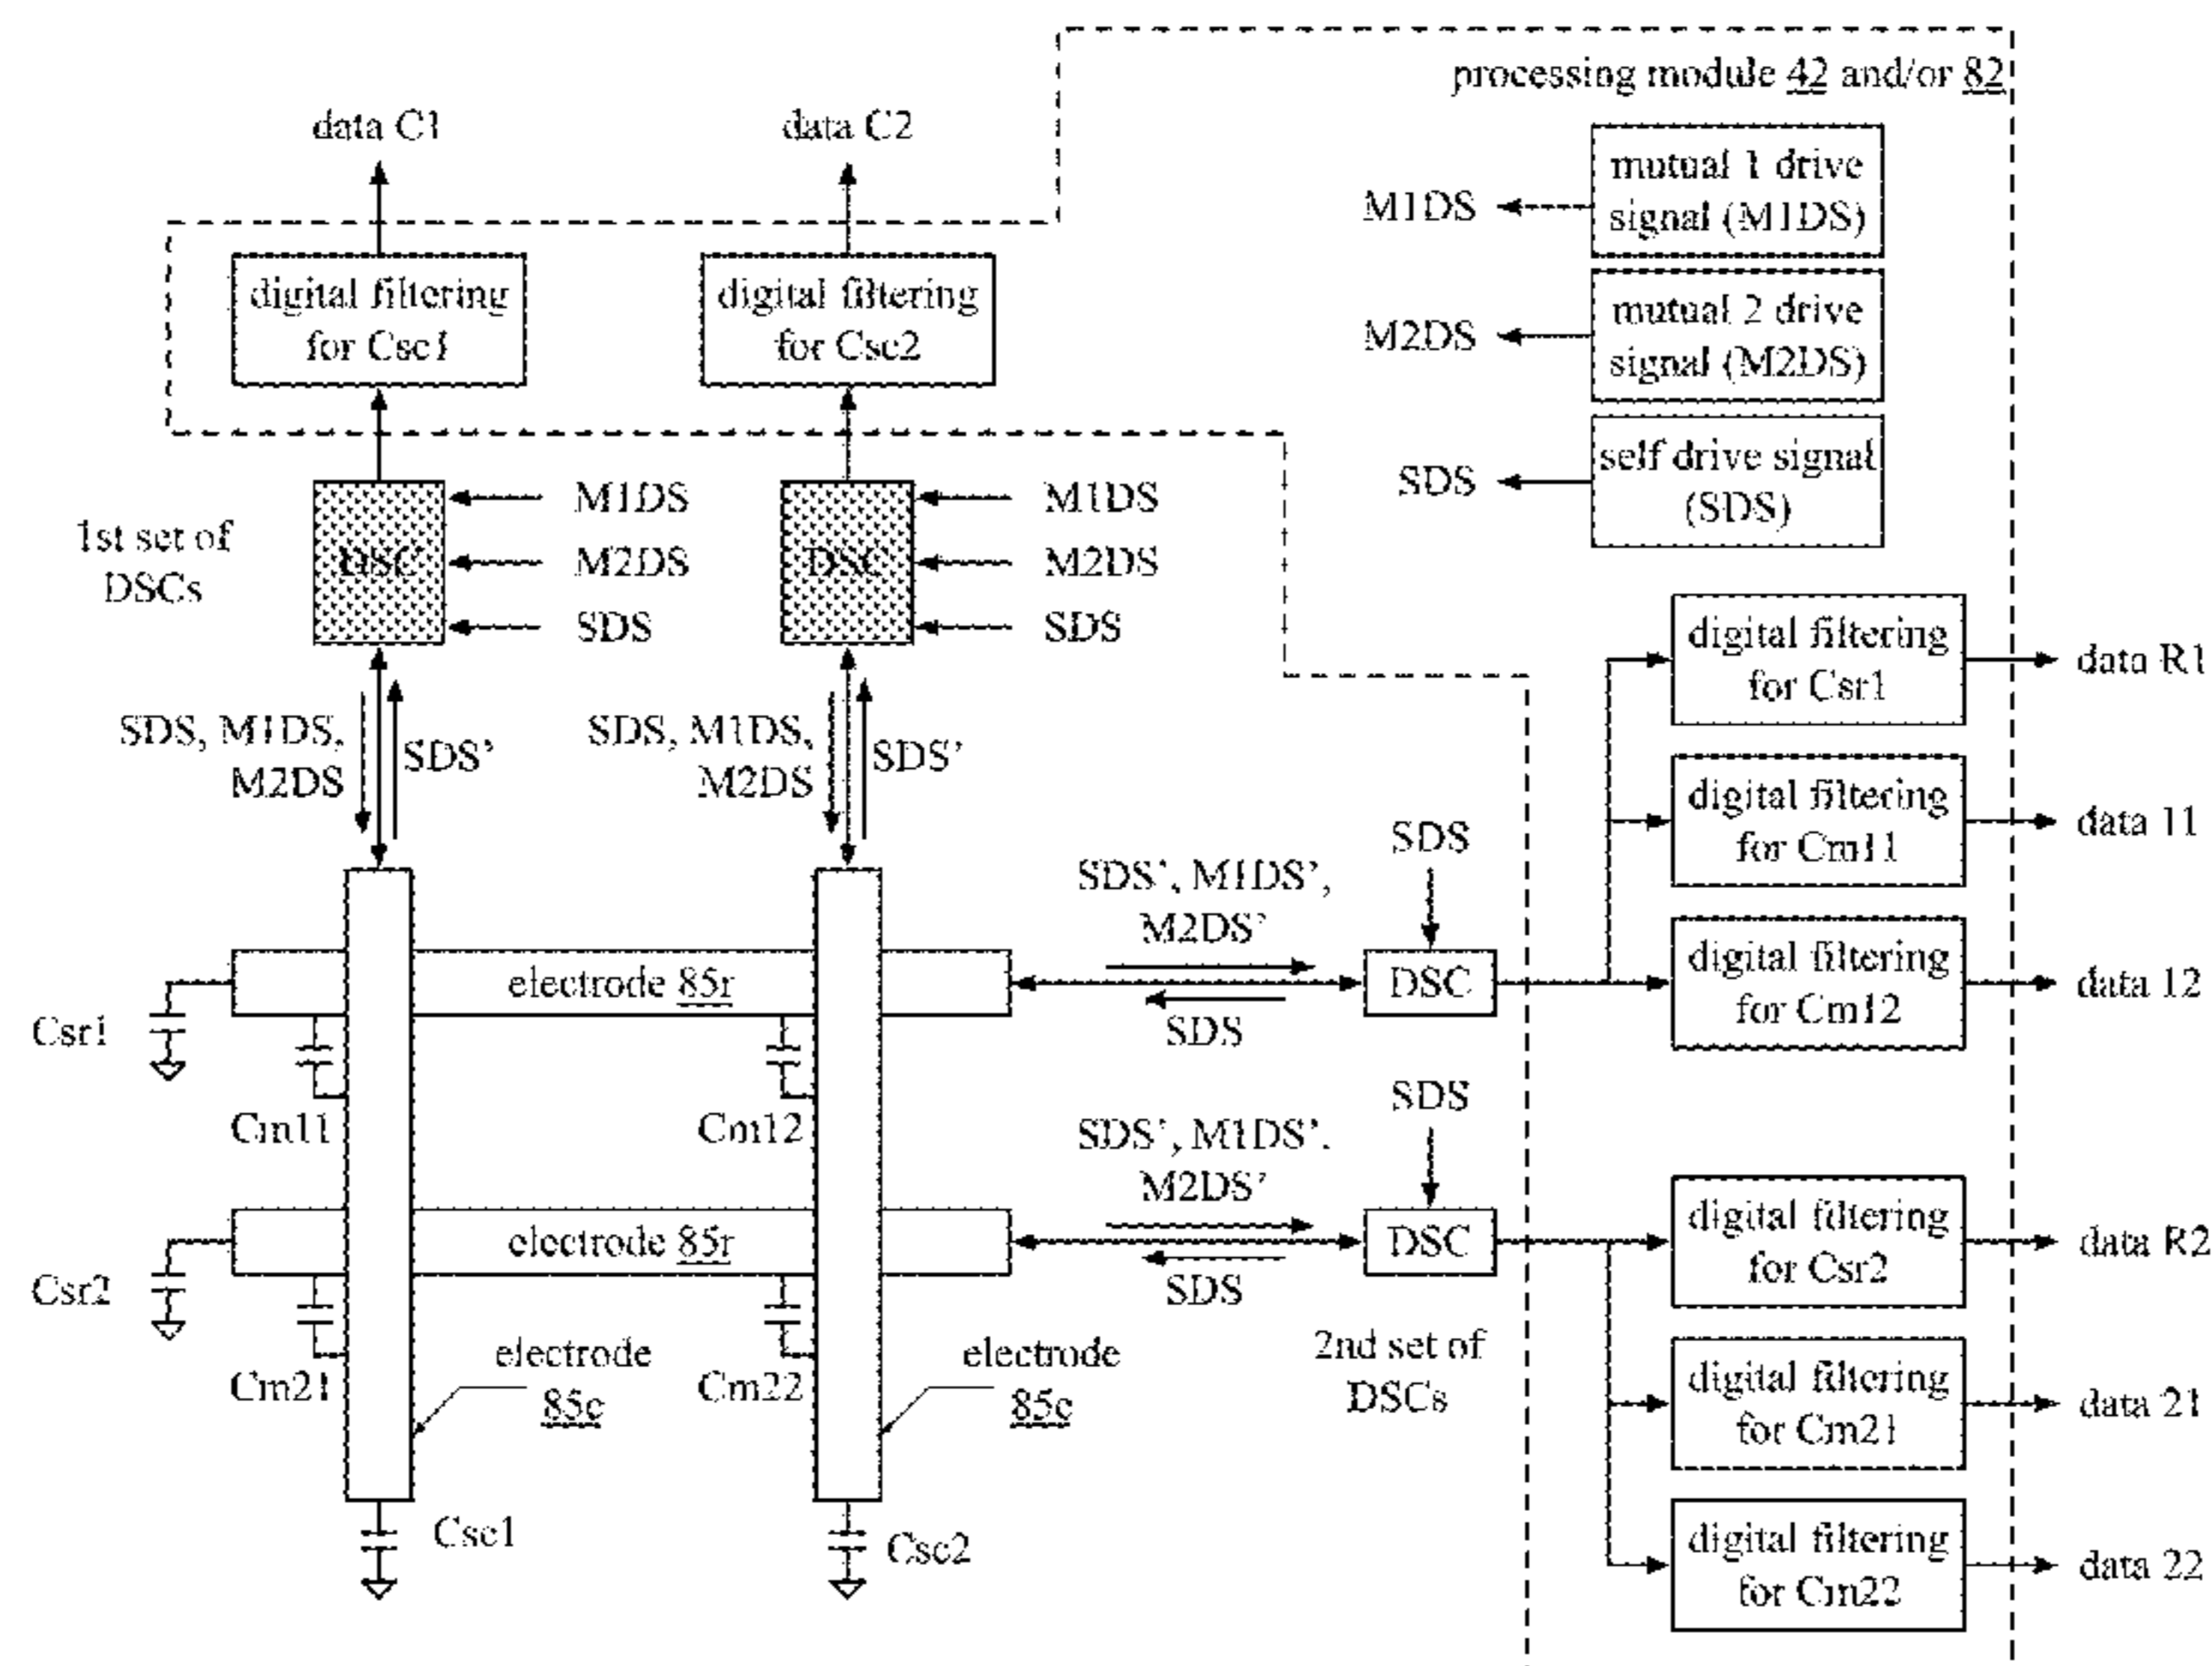 processing module 42 and/or 82
data C1
data C2
mutual 1 drive
signal (M1DS)
M1DS
digital filtering
for Csc1
digital filtering
for Csc2
mutual 2 drive
signal (M2DS)
M2DS
self drive signal
(SDS)
SDS
1st set of
DSCs
DSC
M1DS
M2DS
SDS
DSC
M1DS
M2DS
SDS
SDS, M1DS,
M2DS
SDS'
SDS, M1DS,
M2DS
SDS'
digital filtering
for Csr1
data R1
digital filtering
for Cm11
data 11
digital filtering
for Cm12
data 12
SDS
SDS', M1DS',
M2DS'
DSC
SDS
electrode 85r
Csr1
Cm11
Cm12
SDS
SDS', M1DS',
M2DS'
DSC
SDS
electrode 85r
Csr2
Cm21
Cm22
electrode
85c
electrode
85c
2nd set of
DSCs
digital filtering
for Csr2
data R2
digital filtering
for Cm21
data 21
digital filtering
for Cm22
data 22
Csc1
Csc2